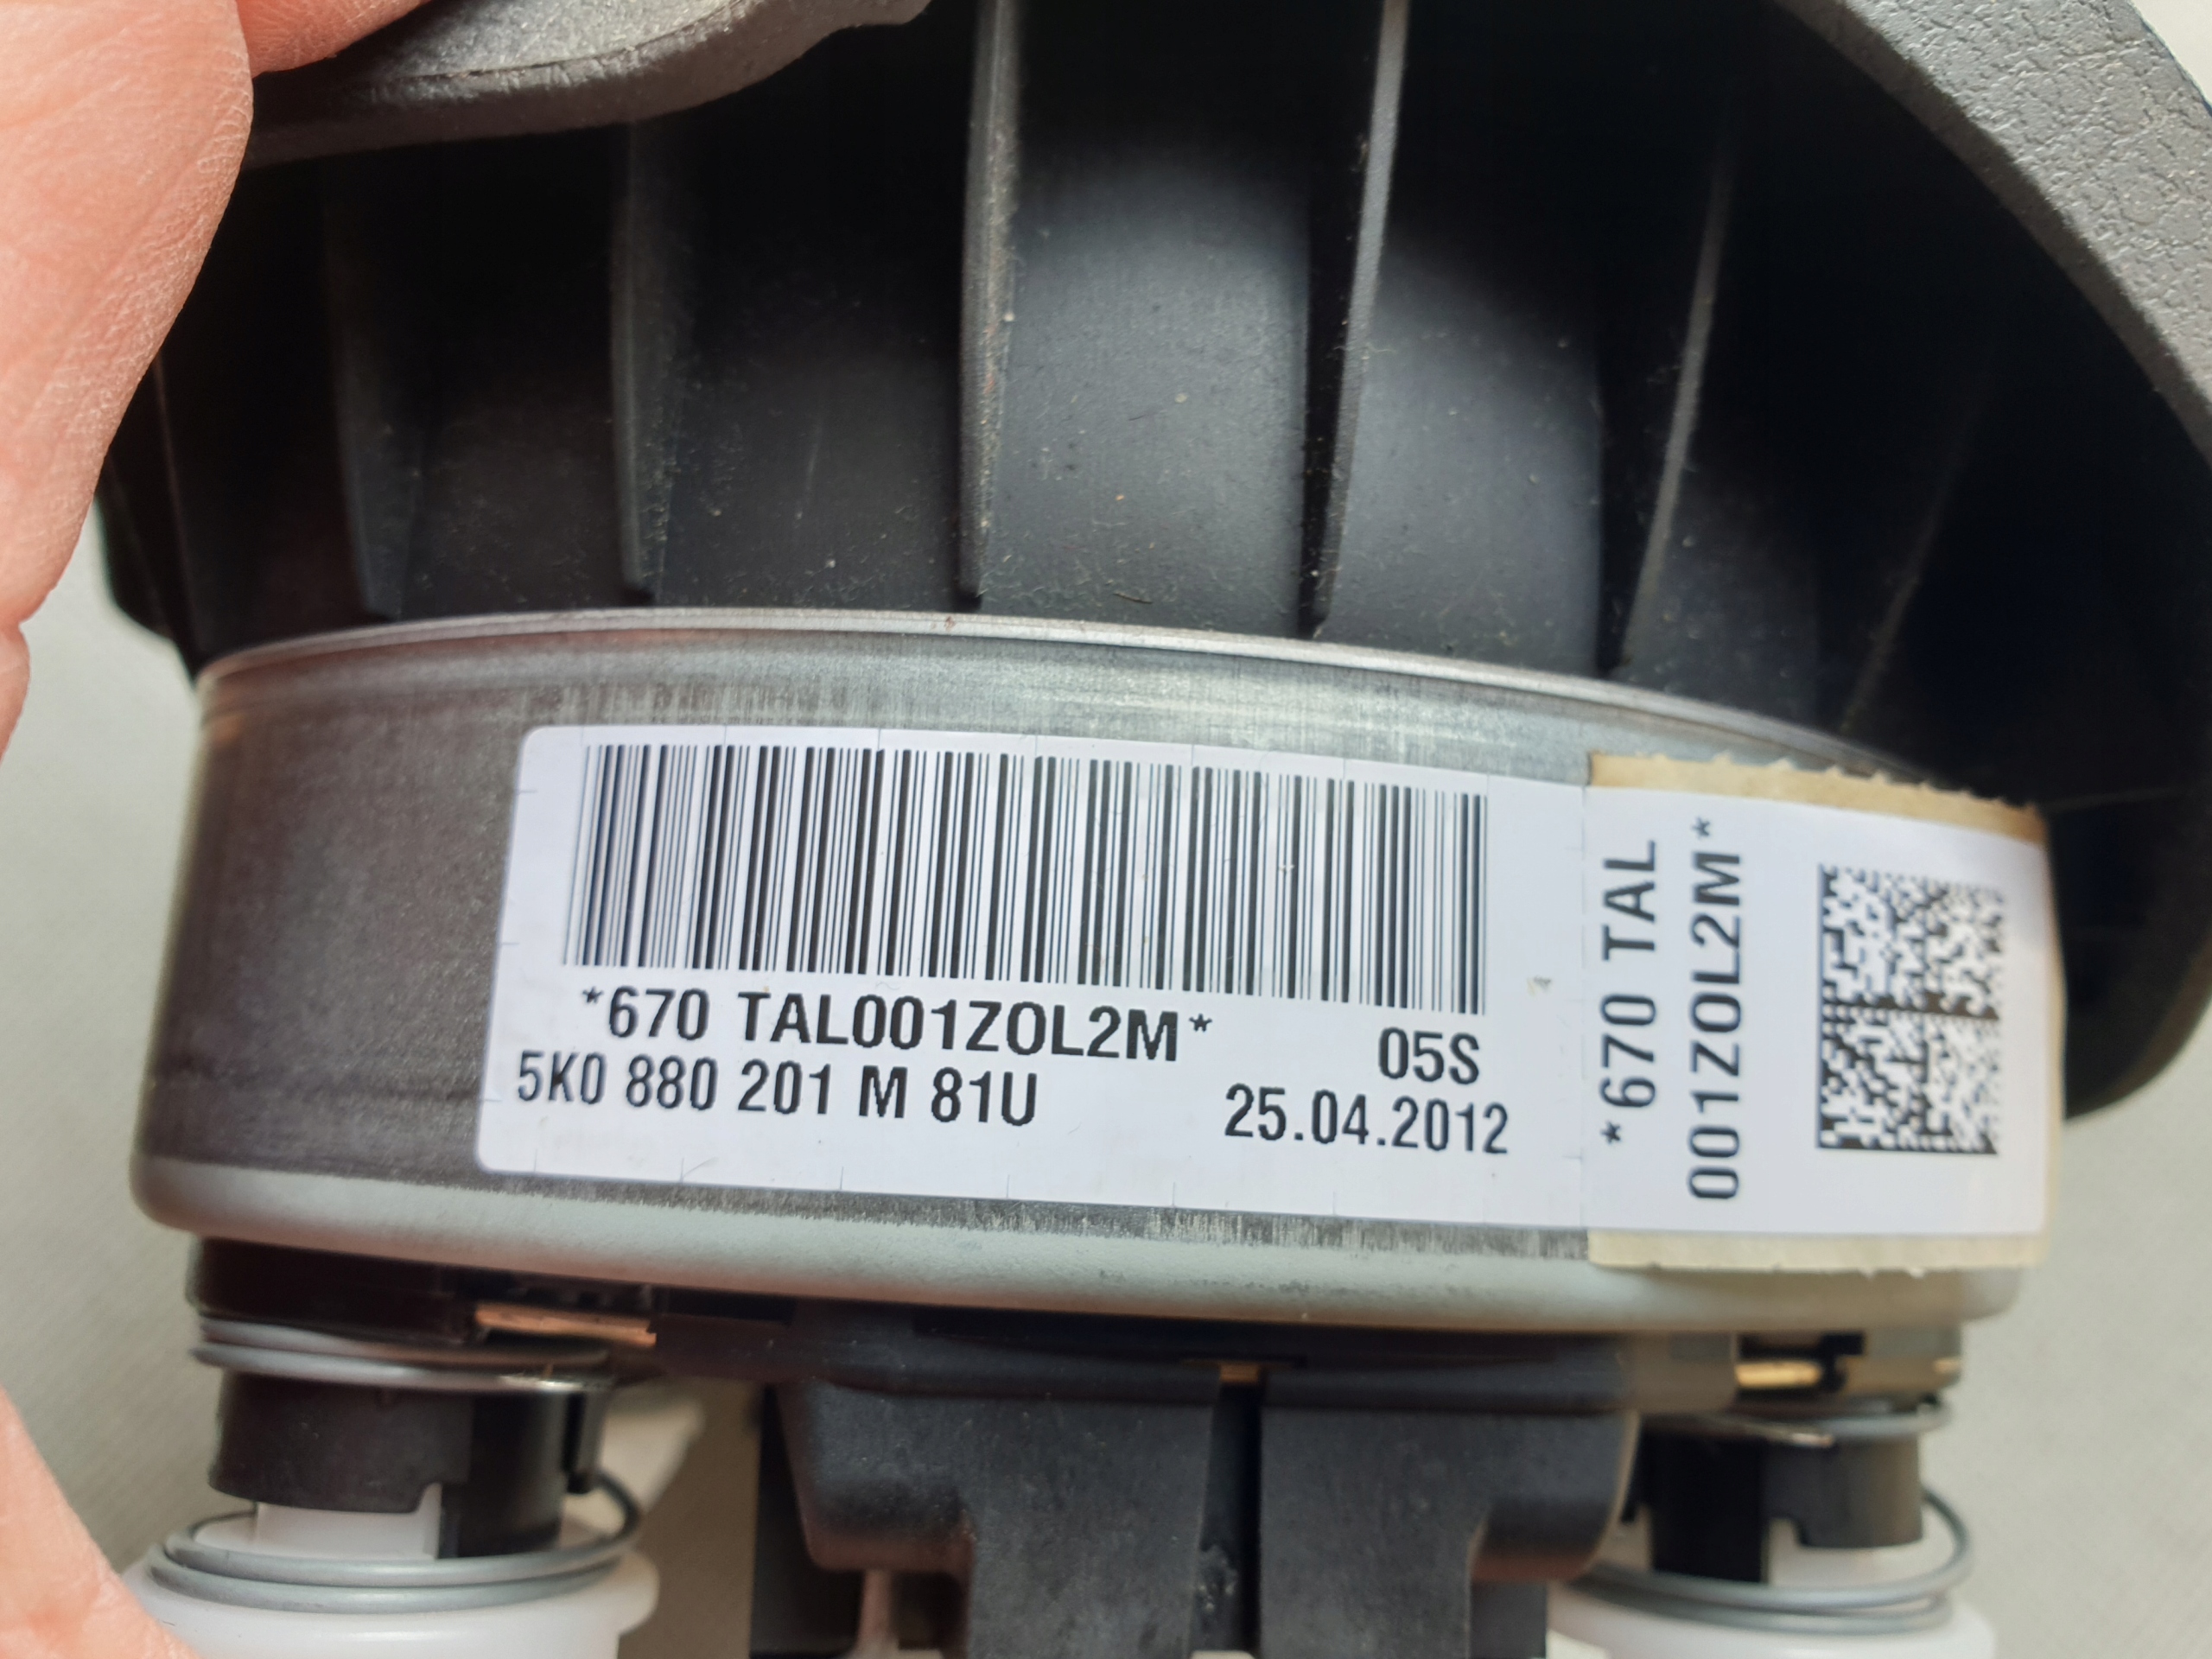 *670 TAL001ZOL2M* 05S
5K0 880 201 M 81U 25.04.2012
*670 TAL
001ZOL2M*